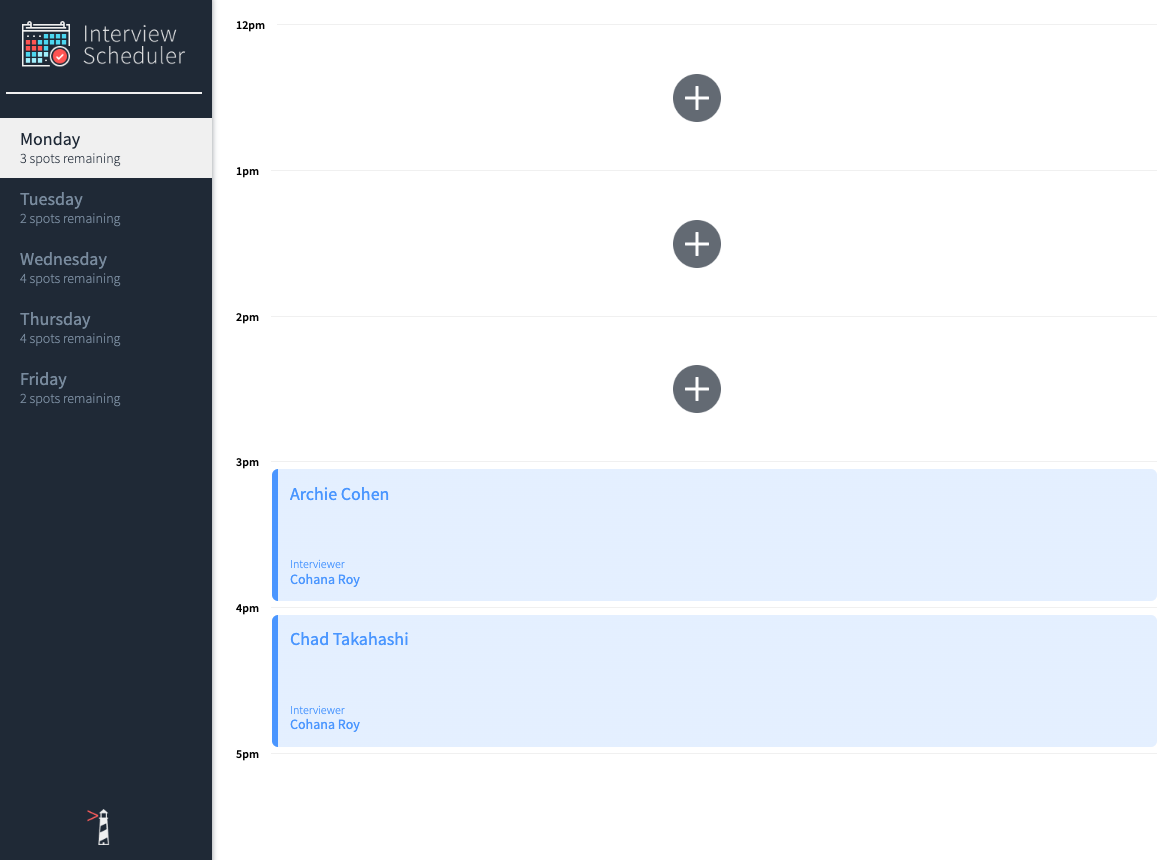 Interview
Scheduler
Monday
3 spots remaining
Tuesday
2 spots remaining
Wednesday
4 spots remaining
Thursday
4 spots remaining
Friday
2 spots remaining
12pm
1pm
2pm
3pm
Archie Cohen
Interviewer
Cohana Roy
4pm
Chad Takahashi
Interviewer
Cohana Roy
5pm